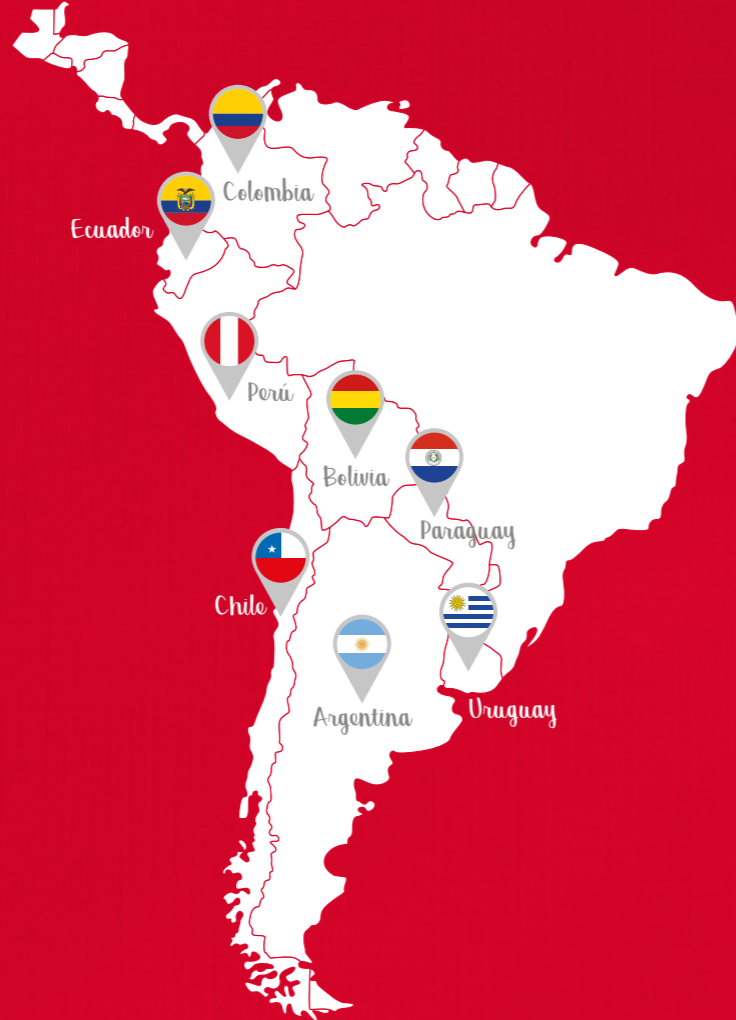 Colombia
Ecuador
Perú
Bolivia
Paraguay
Chile
Argentina
Uruguay